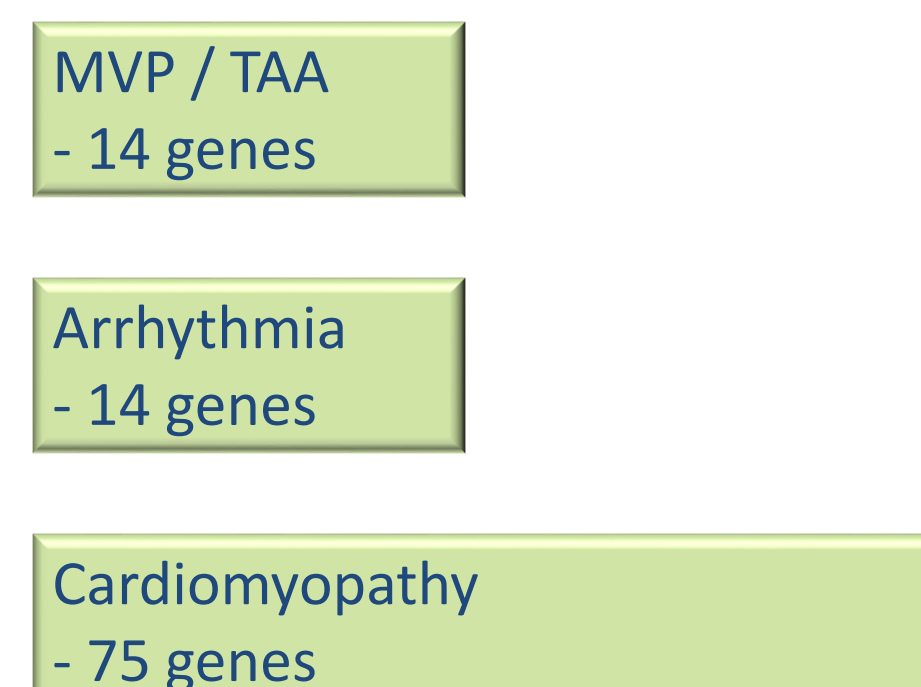 MVP / TAA
- 14 genes
Arrhythmia
- 14 genes
Cardiomyopathy
- 75 genes